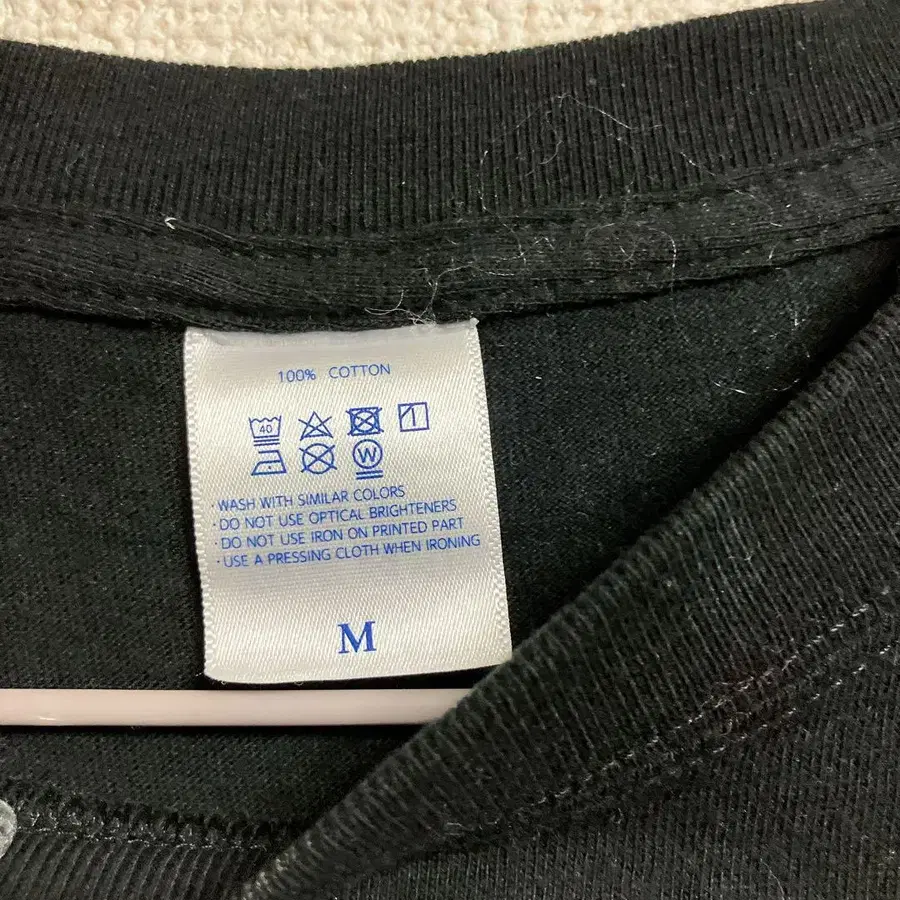 100% COTTON
40
W
·WASH WITH SIMILAR COLORS
·DO NOT USE OPTICAL BRIGHTENERS
·DO NOT USE IRON ON PRINTED PART
·USE A PRESSING CLOTH WHEN IRONING
M